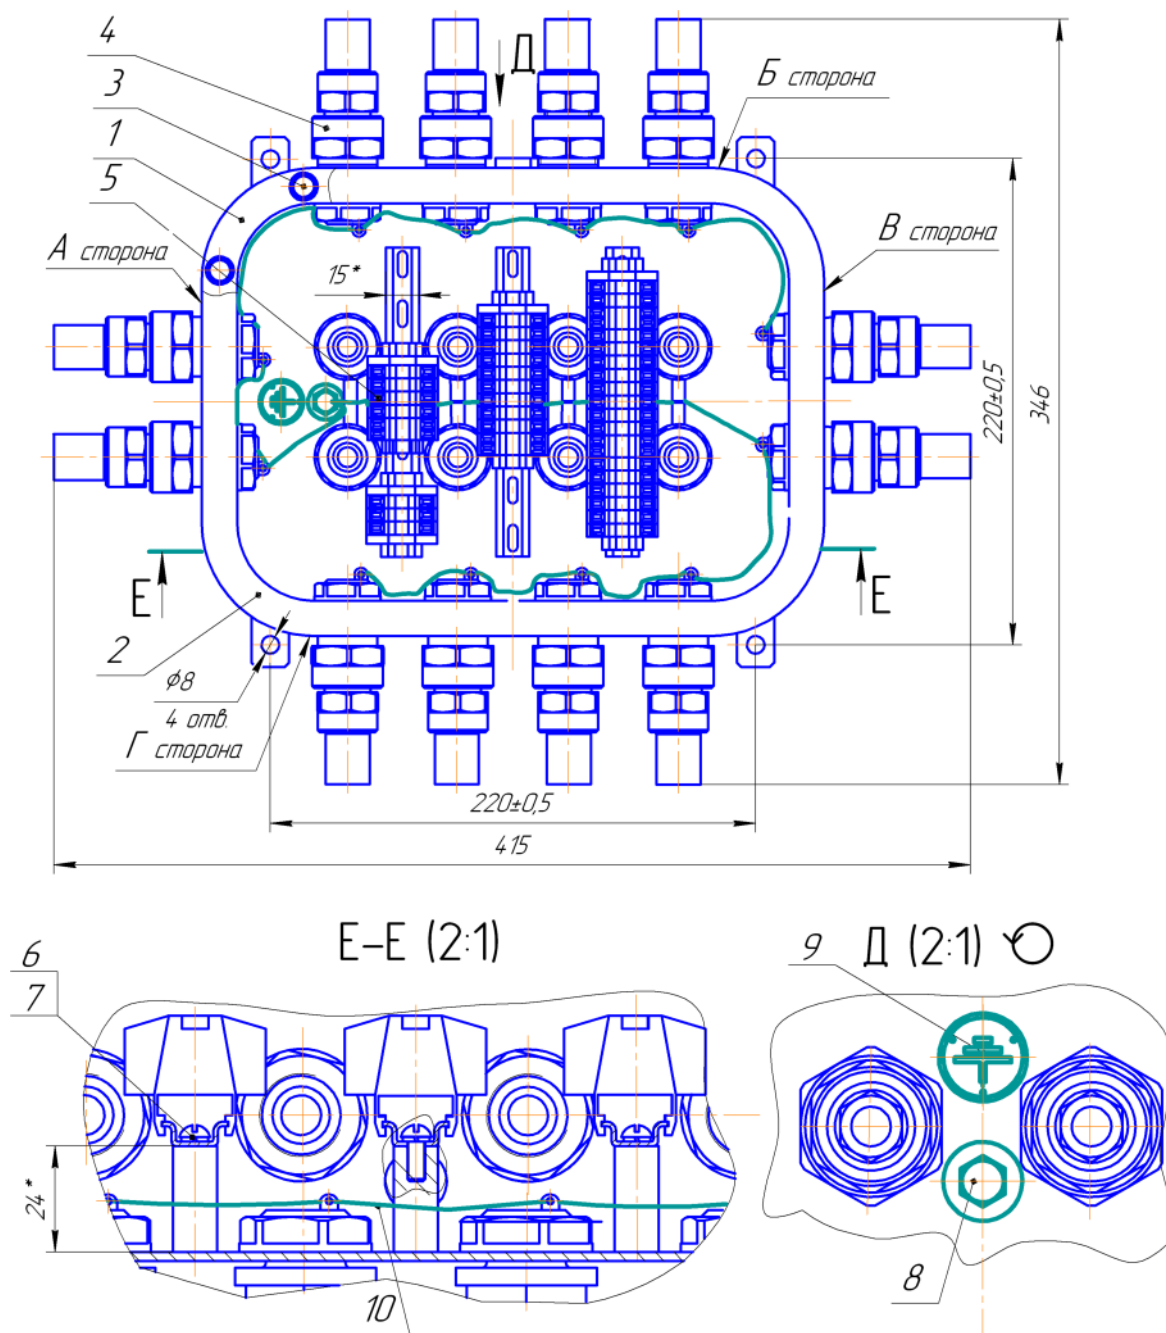 4
Д
Б сторона
3
1
5
А сторона
15*
В сторона
220±0,5
346
Е
Е
2
φ8
4 отв.
Г сторона
220±0,5
415
Е–Е (2:1)
6
7
24*
10
Д (2:1)
9
8